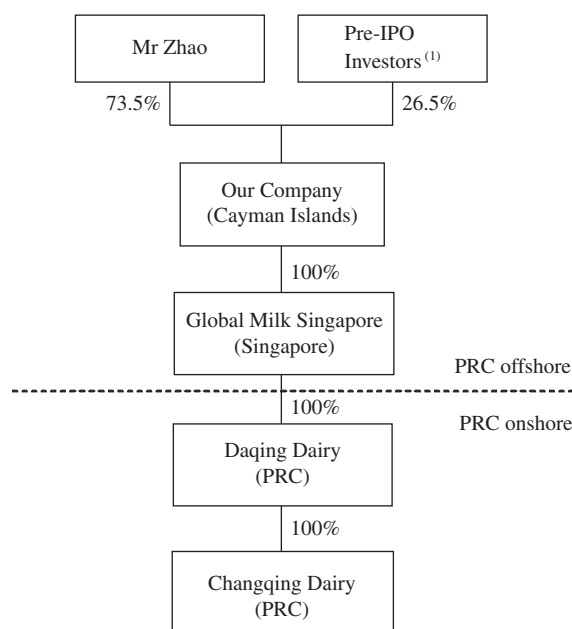 Mr Zhao
Pre-IPO
Investors (1)
73.5%
26.5%
Our Company
(Cayman Islands)
100%
Global Milk Singapore
(Singapore)
PRC offshore
100%
PRC onshore
Daqing Dairy
(PRC)
100%
Changqing Dairy
(PRC)